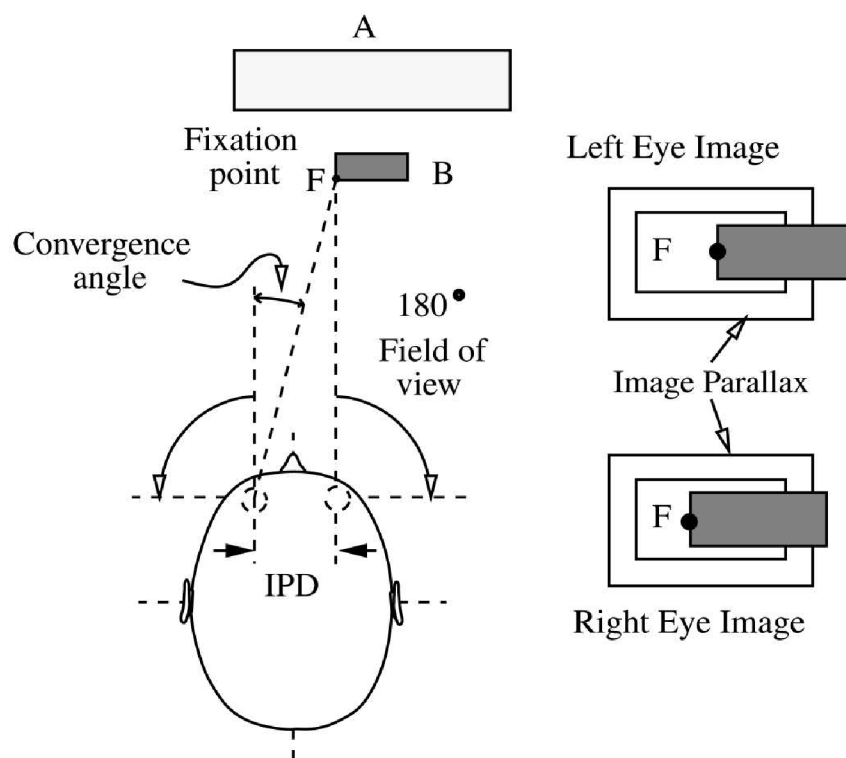 A
Fixation
point
F
B
Convergence
angle
180°
Field of
view
IPD
Left Eye Image
F
Image Parallax
F
Right Eye Image